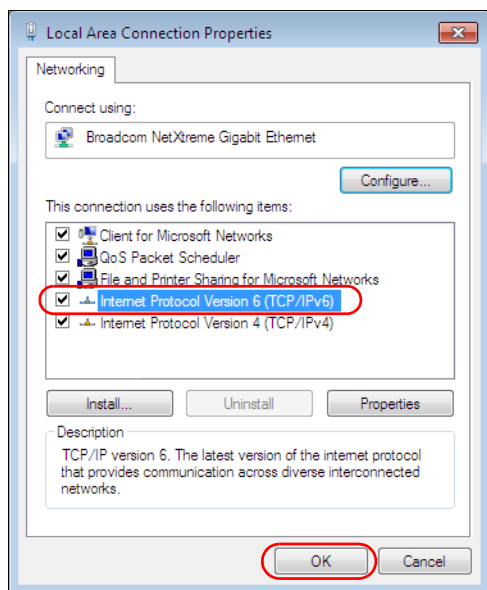 Local Area Connection Properties
Networking
Connect using:
Broadcom NetXtreme Gigabit Ethernet
Configure...
This connection uses the following items:
Client for Microsoft Networks
QoS Packet Scheduler
File and Printer Sharing for Microsoft Networks
Internet Protocol Version 6 (TCP/IPv6)
Internet Protocol Version 4 (TCP/IPv4)
Install... Uninstall Properties
Description
TCP/IP version 6. The latest version of the internet protocol
that provides communication across diverse interconnected
networks.
OK Cancel